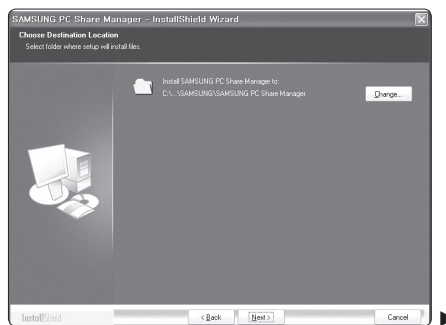 SAMSUNG PC Share Manager - InstallShield Wizard
Choose Destination Location
Select folder where setup will install files.
Install SAMSUNG PC Share Manager to:
C:\...\SAMSUNG\SAMSUNG PC Share Manager
Change...
InstallShield
< Back
Next >
Cancel